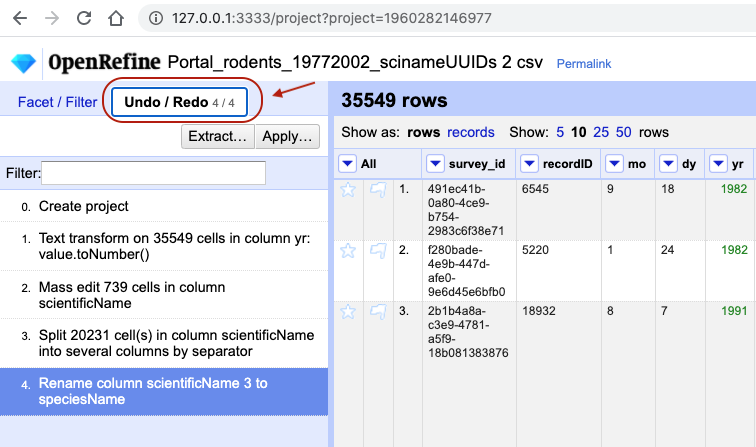 127.0.0.1:3333/project?project=1960282146977
OpenRefine Portal_rodents_19772002_scinameUUIDs 2 csv Permalink
Facet / Filter Undo / Redo 4 / 4
Extract... Apply...
Filter:
0. Create project
1. Text transform on 35549 cells in column yr:
value.toNumber()
2. Mass edit 739 cells in column
scientificName
3. Split 20231 cell(s) in column scientificName
into several columns by separator
4. Rename column scientificName 3 to
speciesName
35549 rows
Show as: rows records Show: 5 10 25 50 rows
All survey_id recordID mo dy yr
1. 491ec41b- 6545 9 18 1982
0a80-4ce9-
b754-
2983c6f38e71
2. f280bade- 5220 1 24 1982
4e9b-447d-
afe0-
9e6d45e6bfb0
3. 2b1b4a8a- 18932 8 7 1991
c3e9-4781-
a5f9-
18b081383876